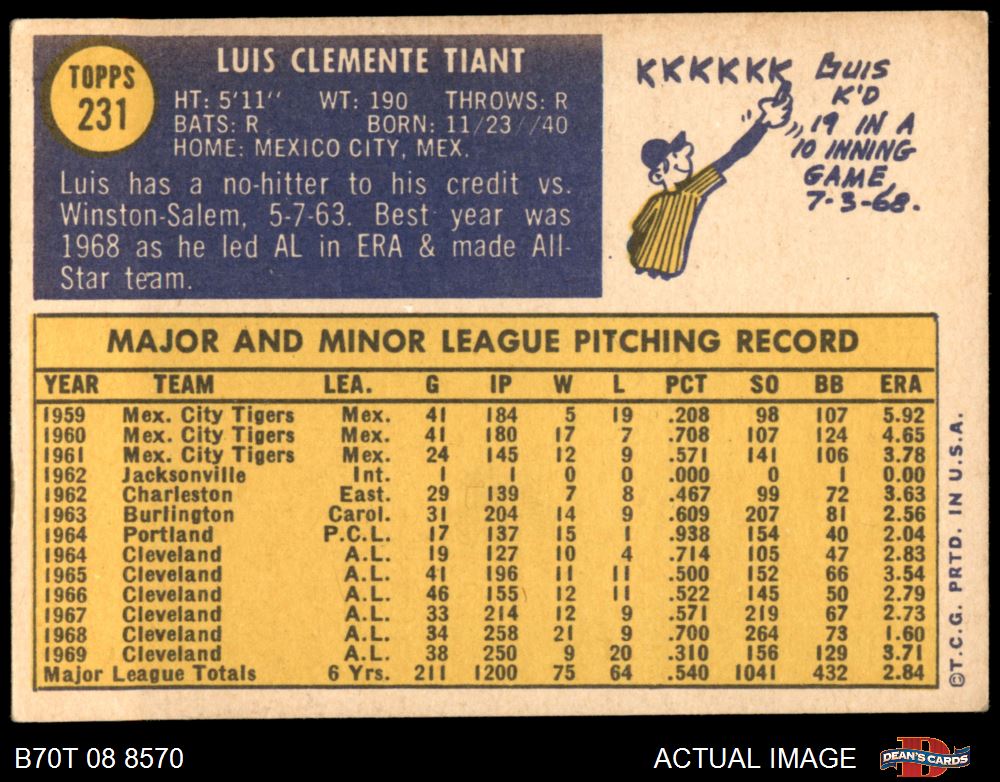 TOPPS
231
LUIS CLEMENTE TIANT
HT: 5'11" WT: 190 THROWS: R
BATS: R BORN: 11/23//40
HOME: MEXICO CITY, MEX.
Luis has a no-hitter to his credit vs.
Winston-Salem, 5-7-63. Best year was
1968 as he led AL in ERA & made All-
Star team.
KKKKKK
LUIS
K'D
19 IN A
10 INNING
GAME,
7-3-68.
MAJOR AND MINOR LEAGUE PITCHING RECORD
YEAR TEAM LEA. G IP W L PCT SO BB ERA
1959 Mex. City Tigers Mex. 41 184 5 19 .208 98 107 5.92
1960 Mex. City Tigers Mex. 41 180 17 7 .708 107 124 4.65
1961 Mex. City Tigers Mex. 24 145 12 9 .571 141 106 3.78
1962 Jacksonville Int. 1 1 0 0 .000 0 1 0.00
1962 Charleston East. 29 139 7 8 .467 99 72 3.63
1963 Burlington Carol. 31 204 14 9 .609 207 81 2.56
1964 Portland P.C.L. 17 137 15 1 .938 154 40 2.04
1964 Cleveland A.L. 19 127 10 4 .714 105 47 2.83
1965 Cleveland A.L. 41 196 11 11 .500 152 66 3.54
1966 Cleveland A.L. 46 155 12 11 .522 145 50 2.79
1967 Cleveland A.L. 33 214 12 9 .571 219 67 2.73
1968 Cleveland A.L. 34 258 21 9 .700 264 73 1.60
1969 Cleveland A.L. 38 250 9 20 .310 156 129 3.71
Major League Totals 6 Yrs. 211 1200 75 64 .540 1041 432 2.84
©T.C.G. PRTD. IN U.S.A.
B70T 08 8570
ACTUAL IMAGE
DEAN'S CARDS